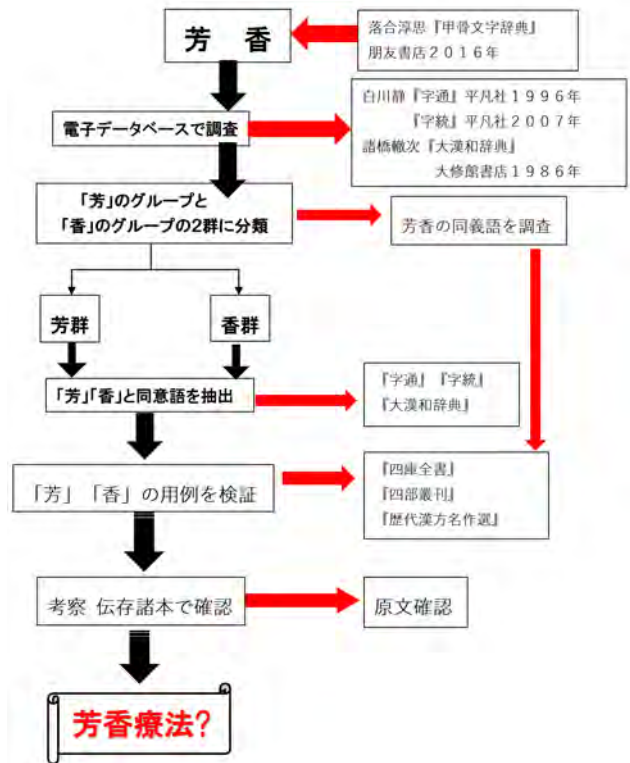 芳　香
落合淳思『甲骨文字辞典』
朋友書店２０１６年
電子データベースで調査
白川静『字通』平凡社１９９６年
『字統』平凡社２００７年
諸橋轍次『大漢和辞典』
大修館書店１９８６年
「芳」のグループと
「香」のグループの2群に分類
芳香の同義語を調査
芳群
香群
「芳」「香」と同意語を抽出
『字通』『字統』
『大漢和辞典』
「芳」「香」の用例を検証
『四庫全書』
『四部叢刊』
『歴代漢方名作選』
考察 伝存諸本で確認
原文確認
芳香療法?